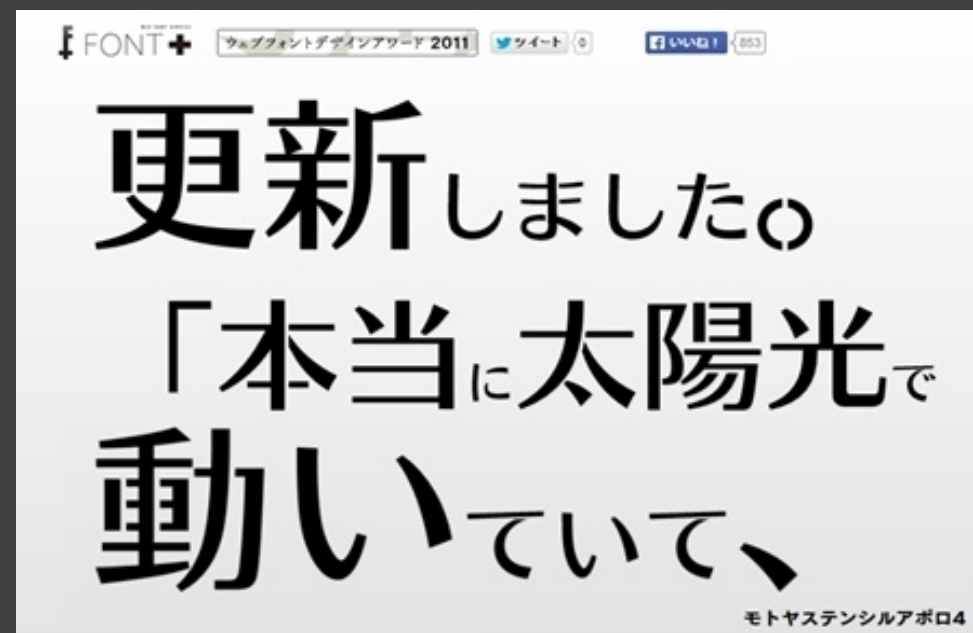 FONT+ ウェブフォントデザインアワード 2011 ツイート 0 いいね！ 853
更新しました。
「本当に太陽光で
動いていて、
モトヤステンシルアポロ4